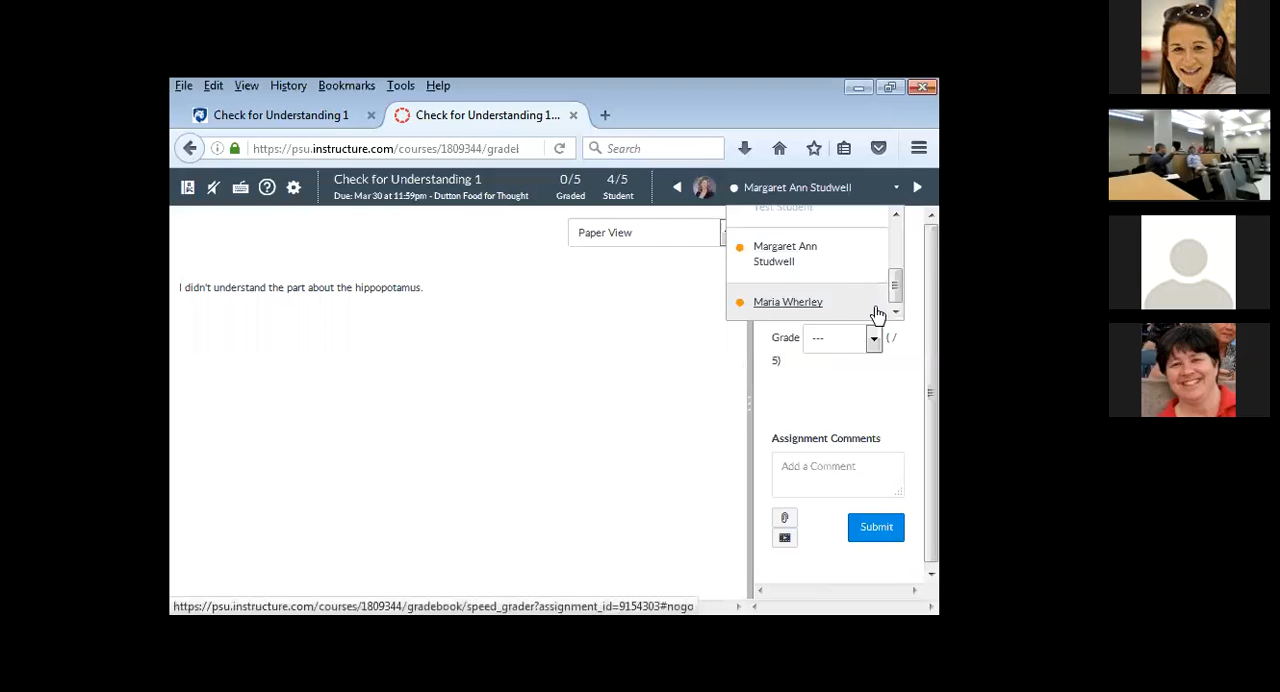 File Edit View History Bookmarks Tools Help
Check for Understanding 1
Check for Understanding 1...
https://psu.instructure.com/courses/1809344/gradel
Search
Check for Understanding 1
Due: Mar 30 at 11:59pm - Dutton Food for Thought
0/5
Graded
4/5
Student
Margaret Ann Studwell
Paper View
Test Student
Margaret Ann
Studwell
Maria Wherley
I didn't understand the part about the hippopotamus.
Grade --- ( /
5)
Assignment Comments
Add a Comment
Submit
https://psu.instructure.com/courses/1809344/gradebook/speed_grader?assignment_id=9154303#nogo